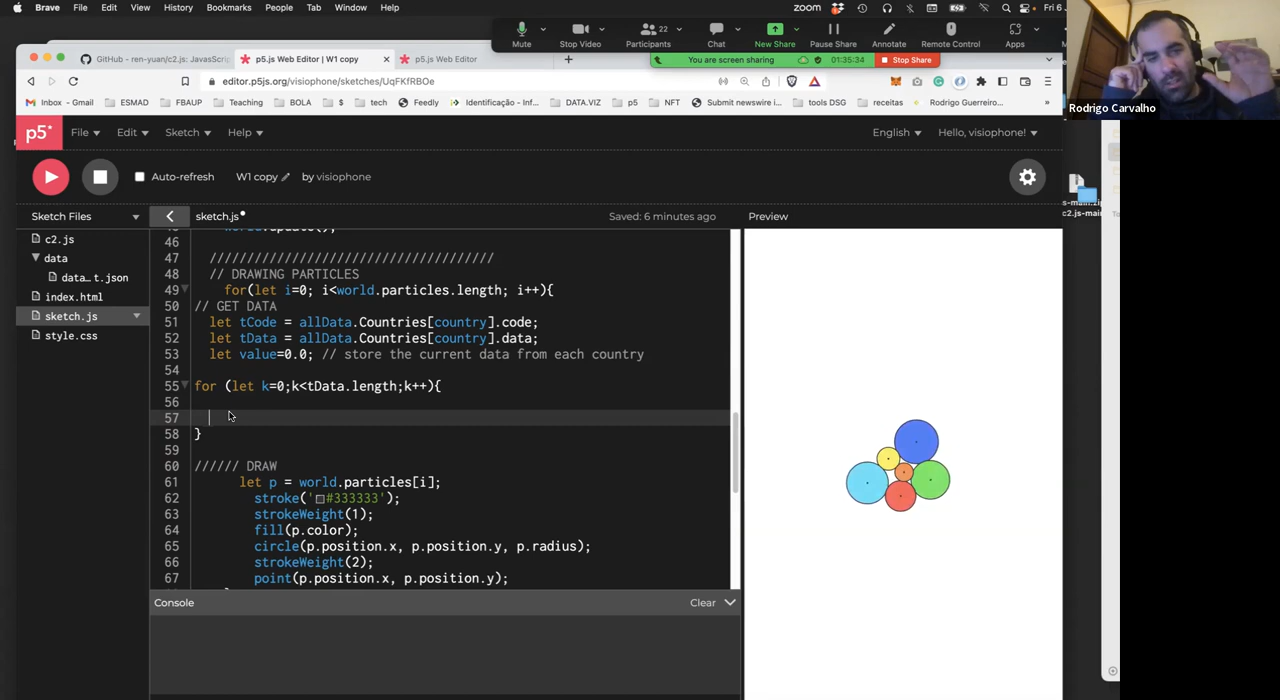 Brave File Edit View History Bookmarks People Tab Window Help
zoom
Fri 6
Mute Stop Video Participants 22 Chat New Share Pause Share Annotate Remote Control Apps
You are screen sharing 01:35:34 Stop Share
Rodrigo Carvalho
GitHub - ren-yuan/c2.js: JavaScri
p5.js Web Editor | W1 copy
p5.js Web Editor
editor.p5js.org/visiophone/sketches/UqFKfRBOe
Inbox - Gmail ESMAD FBAUP Teaching BOLA $ tech Feedly Identificação - Inf... DATA.VIZ p5 NFT Submit newswire i... tools DSG receitas Rodrigo Guerreiro...
p5* File Edit Sketch Help English Hello, visiophone!
Auto-refresh W1 copy by visiophone
Sketch Files
sketch.js
Saved: 6 minutes ago
Preview
c2.js
data
data…t.json
index.html
sketch.js
style.css
46
47 //////////////////////////////////////
48 // DRAWING PARTICLES
49 for(let i=0; i<world.particles.length; i++){
50 // GET DATA
51 let tCode = allData.Countries[country].code;
52 let tData = allData.Countries[country].data;
53 let value=0.0; // store the current data from each country
54
55 for (let k=0;k<tData.length;k++){
56
57
58 }
59
60 ////// DRAW
61 let p = world.particles[i];
62 stroke('#333333');
63 strokeWeight(1);
64 fill(p.color);
65 circle(p.position.x, p.position.y, p.radius);
66 strokeWeight(2);
67 point(p.position.x, p.position.y);
Console
Clear